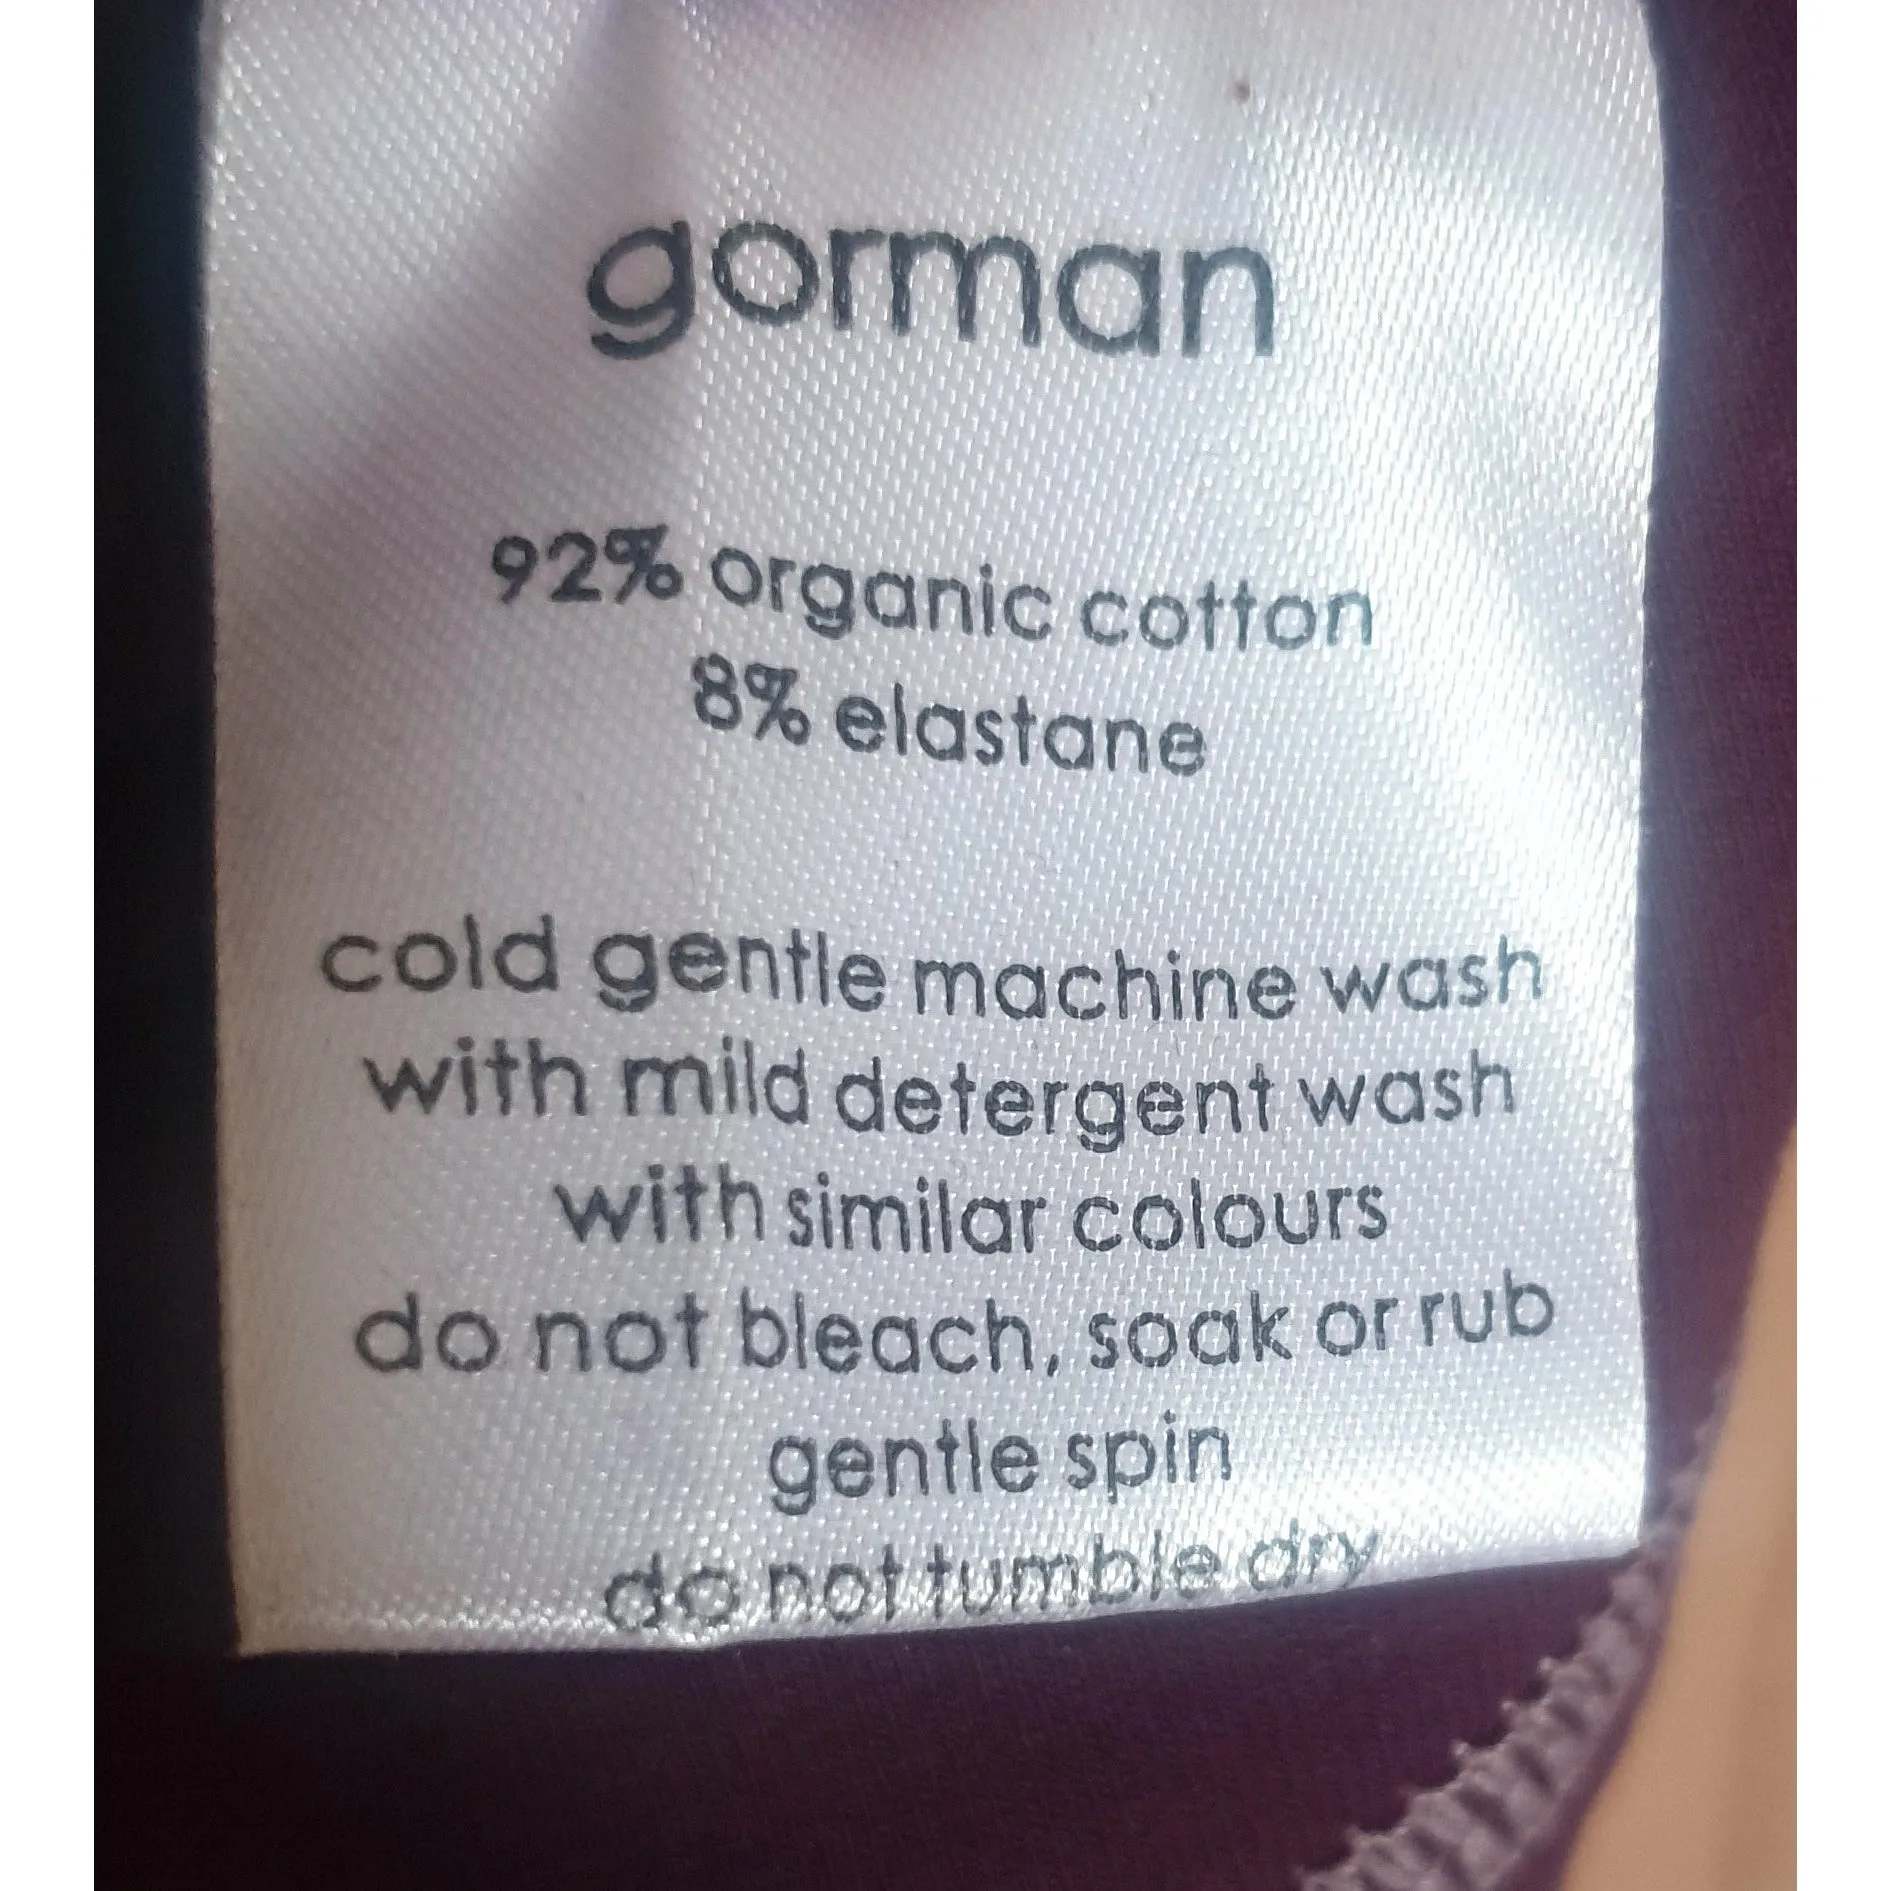 gorman
92% organic cotton
8% elastane
cold gentle machine wash
with mild detergent wash
with similar colours
do not bleach, soak or rub
gentle spin
do not tumble dry